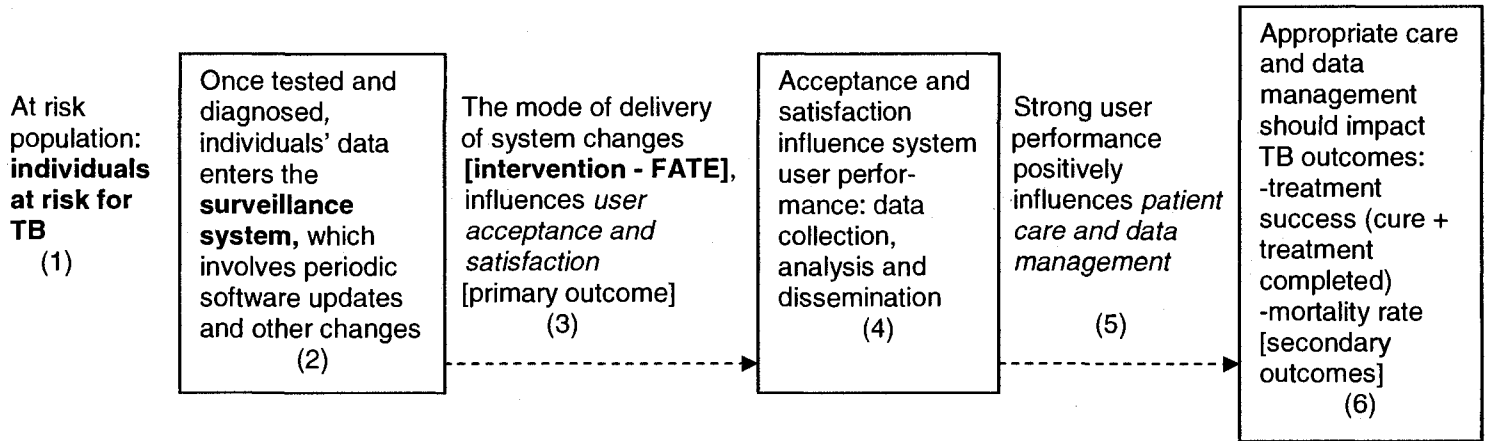 At risk
population:
individuals
at risk for
TB
(1)
Once tested and
diagnosed,
individuals' data
enters the
surveillance
system, which
involves periodic
software updates
and other changes
(2)
The mode of delivery
of system changes
[intervention - FATE],
influences user
acceptance and
satisfaction
[primary outcome]
(3)
Acceptance and
satisfaction
influence system
user perfor-
mance: data
collection,
analysis and
dissemination
(4)
Strong user
performance
positively
influences patient
care and data
management
(5)
Appropriate care
and data
management
should impact
TB outcomes:
-treatment
success (cure +
treatment
completed)
-mortality rate
[secondary
outcomes]
(6)